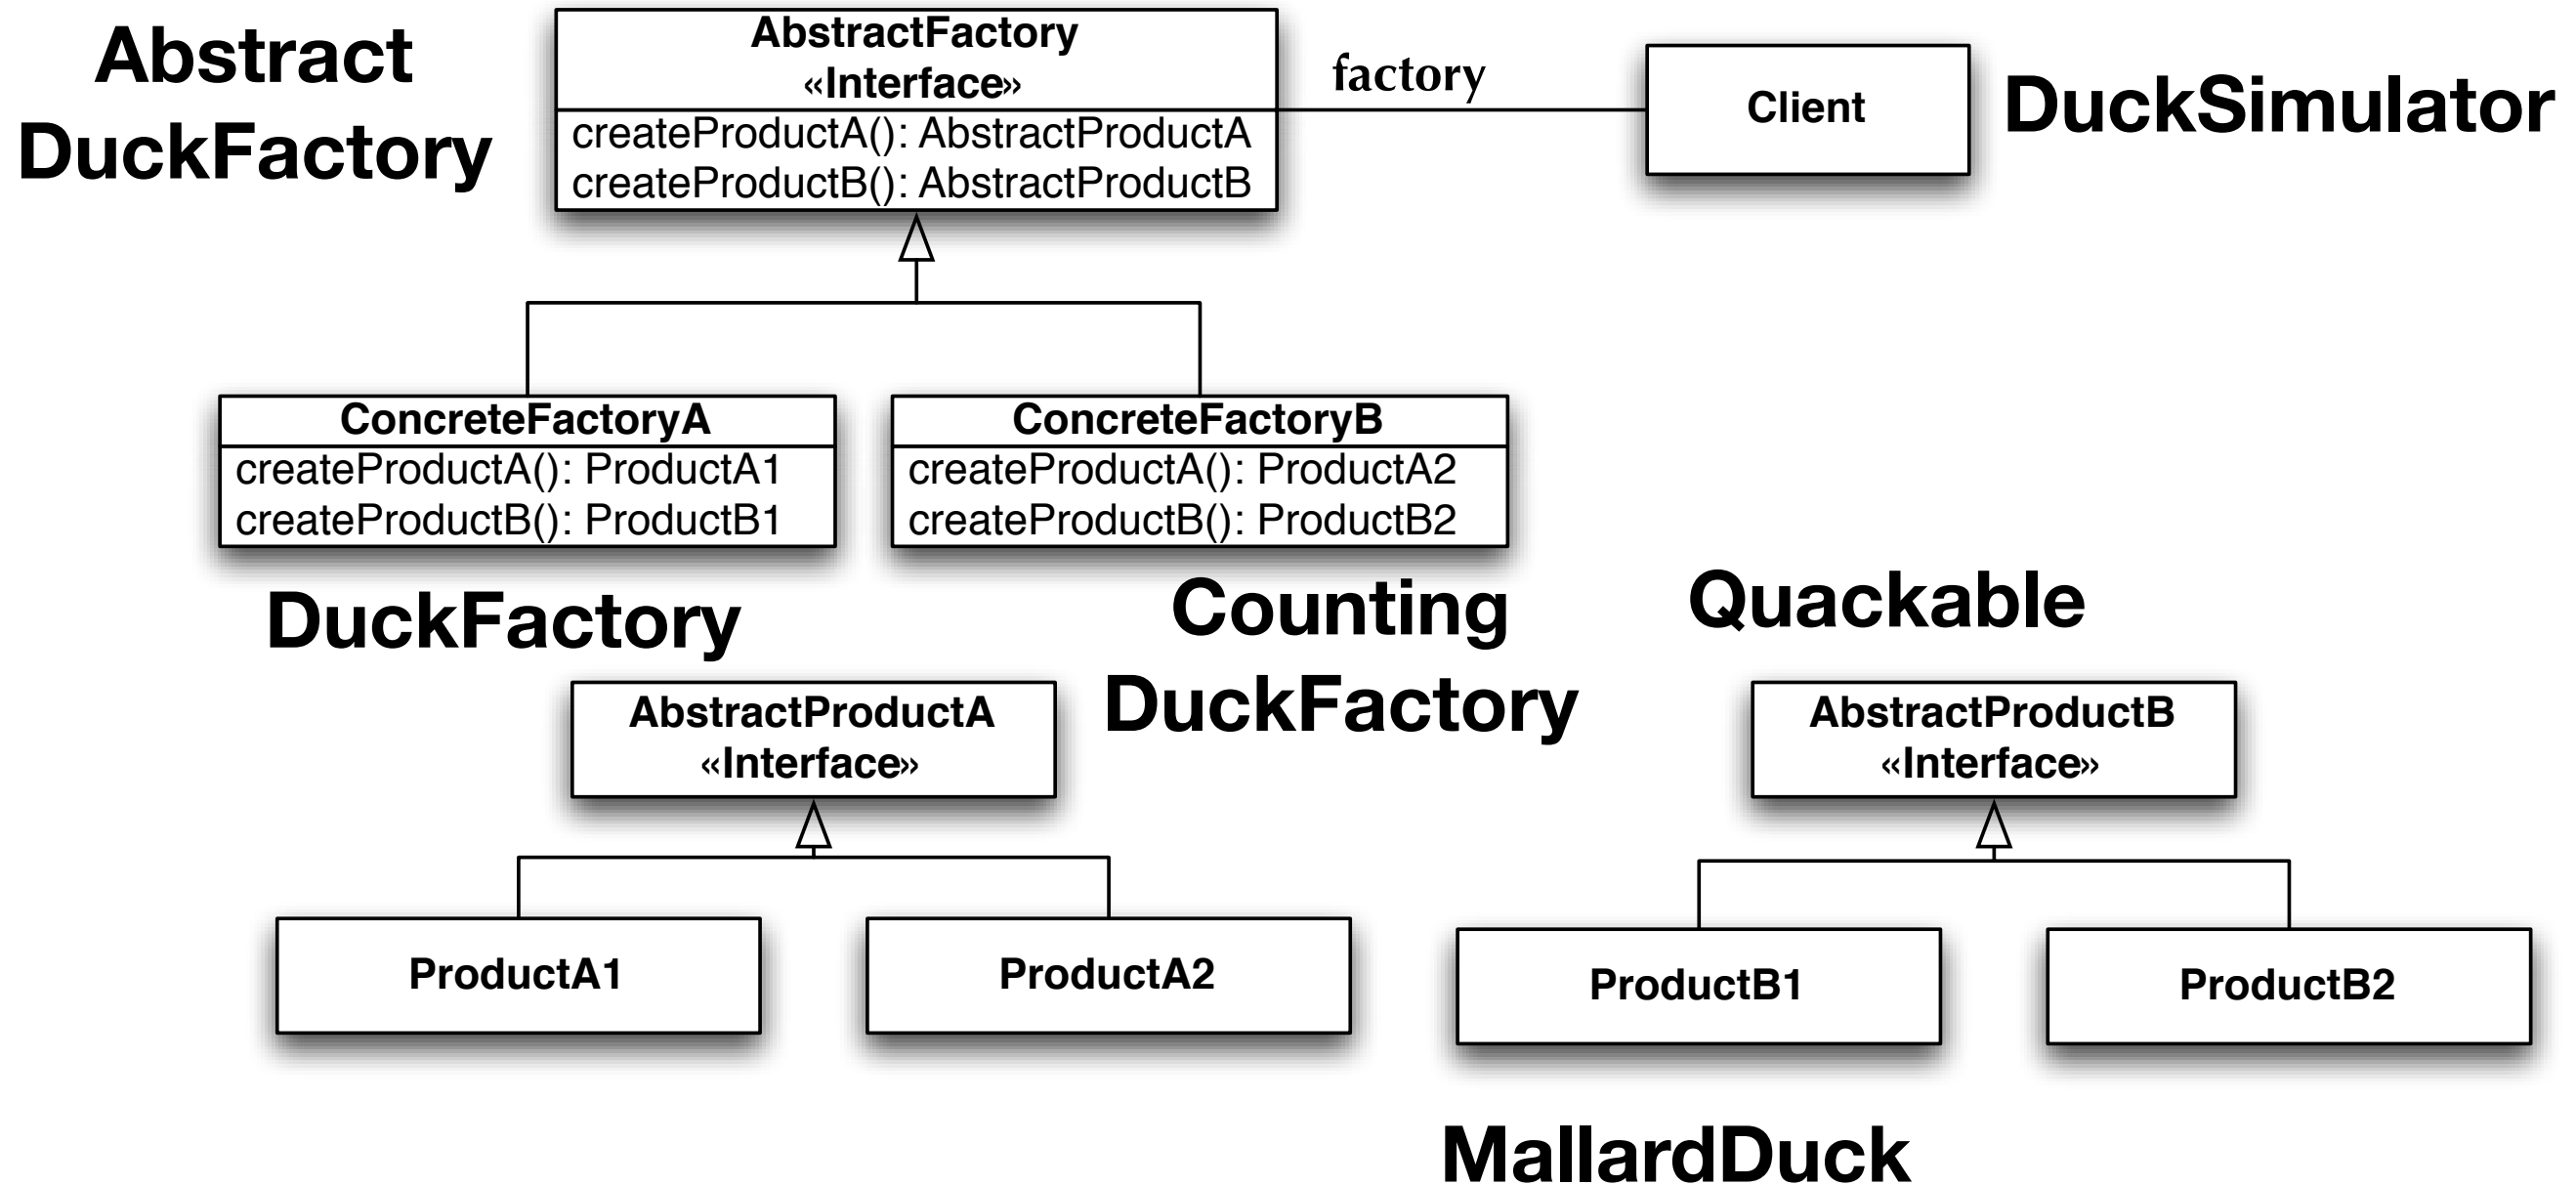 Abstract
DuckFactory
AbstractFactory
«Interface»
createProductA(): AbstractProductA
createProductB(): AbstractProductB
factory
Client
DuckSimulator
ConcreteFactoryA
createProductA(): ProductA1
createProductB(): ProductB1
ConcreteFactoryB
createProductA(): ProductA2
createProductB(): ProductB2
DuckFactory
Counting
DuckFactory
Quackable
AbstractProductA
«Interface»
AbstractProductB
«Interface»
ProductA1
ProductA2
ProductB1
ProductB2
MallardDuck